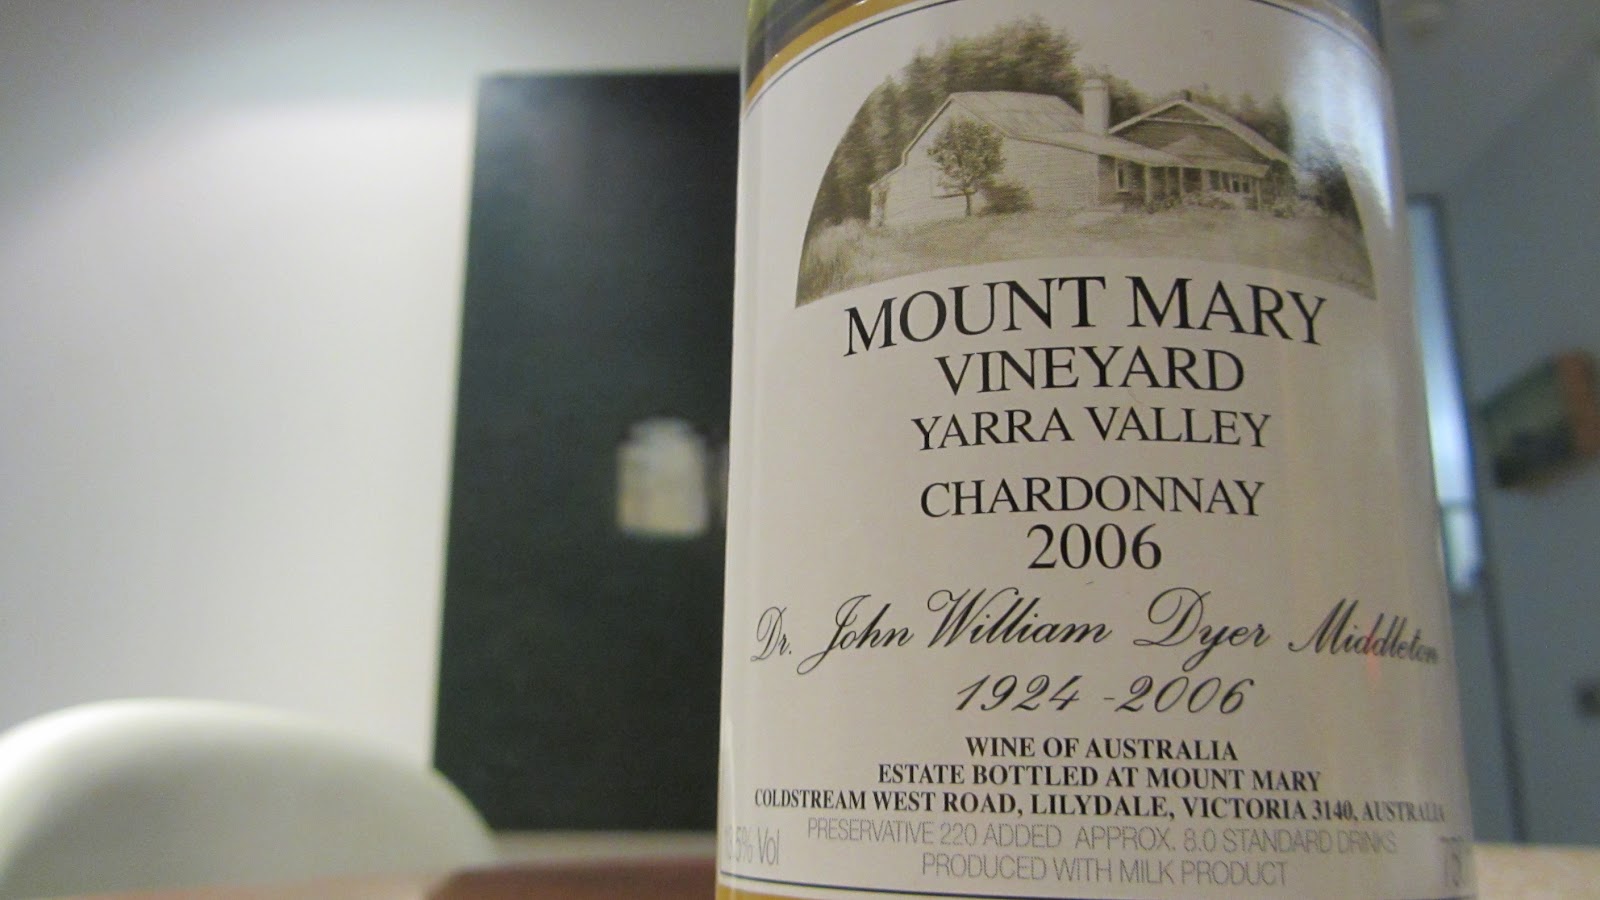 MOUNT MARY
VINEYARD
YARRA VALLEY
CHARDONNAY
2006
Dr. John William Dyer Middleton
1924 -2006
WINE OF AUSTRALIA
ESTATE BOTTLED AT MOUNT MARY
COLDSTREAM WEST ROAD, LILYDALE, VICTORIA 3140, AUSTRALIA
PRESERVATIVE 220 ADDED APPROX. 8.0 STANDARD DRINKS
PRODUCED WITH MILK PRODUCT
Vol